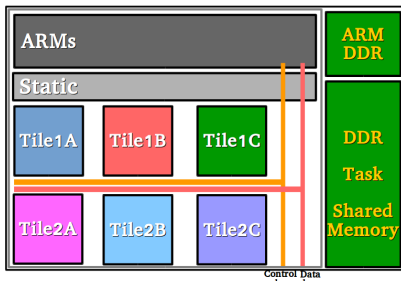 ARMs
ARM
DDR
Static
Tile1A
Tile1B
Tile1C
DDR
Task
Shared
Memory
Tile2A
Tile2B
Tile2C
Control Data